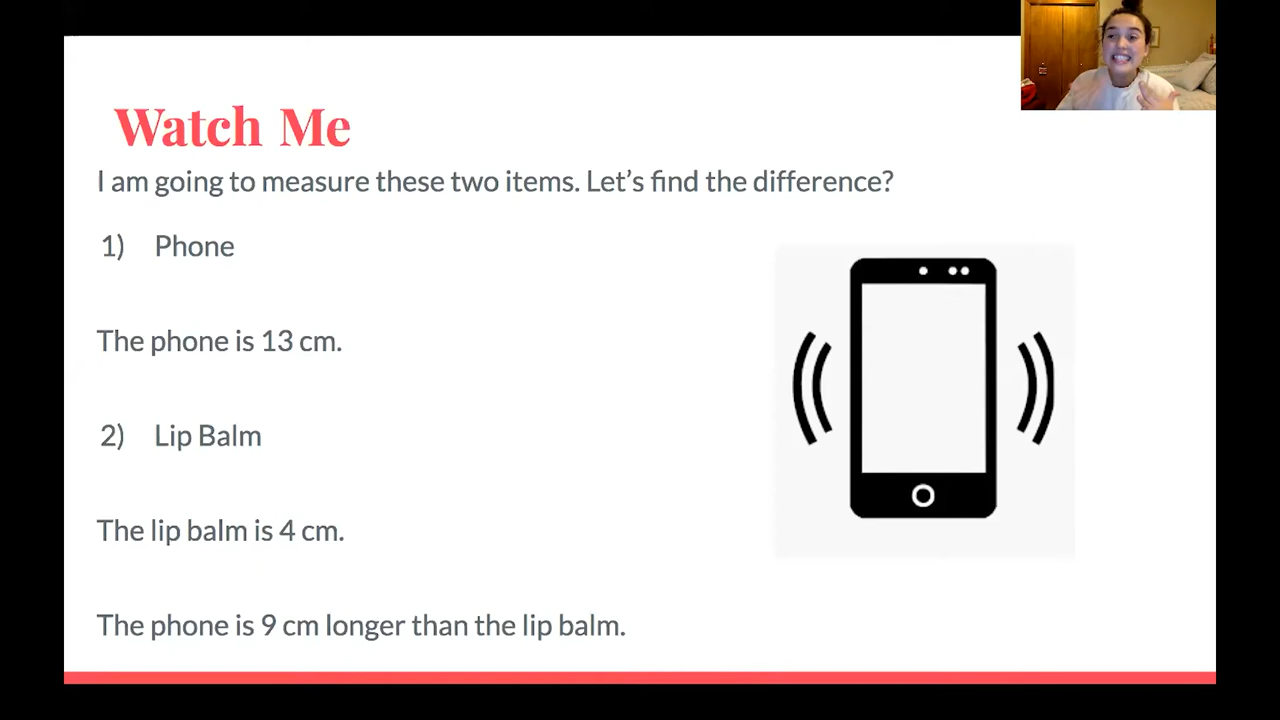 Watch Me
I am going to measure these two items. Let's find the difference?
1) Phone
The phone is 13 cm.
2) Lip Balm
The lip balm is 4 cm.
The phone is 9 cm longer than the lip balm.